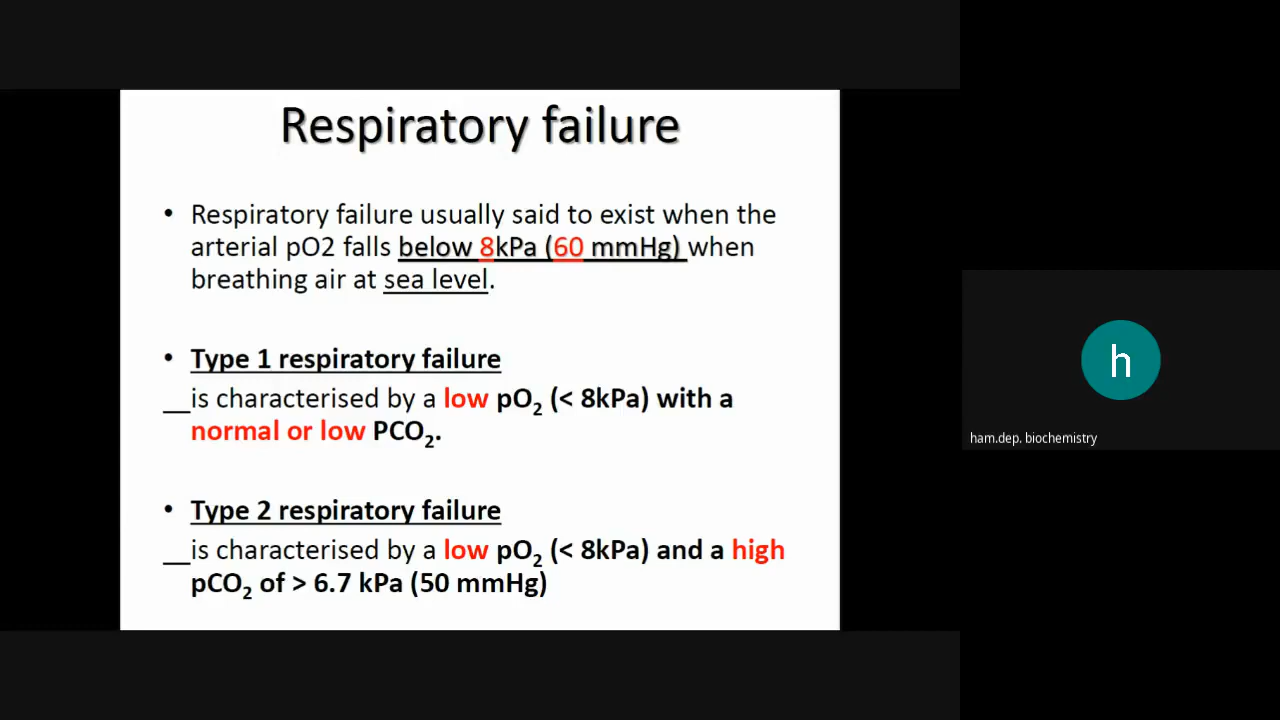 Respiratory failure
• Respiratory failure usually said to exist when the
arterial pO2 falls below 8kPa (60 mmHg) when
breathing air at sea level.
• Type 1 respiratory failure
__is characterised by a low pO₂ (< 8kPa) with a
normal or low PCO₂.
• Type 2 respiratory failure
__is characterised by a low pO₂ (< 8kPa) and a high
pCO₂ of > 6.7 kPa (50 mmHg)
h
ham.dep. biochemistry